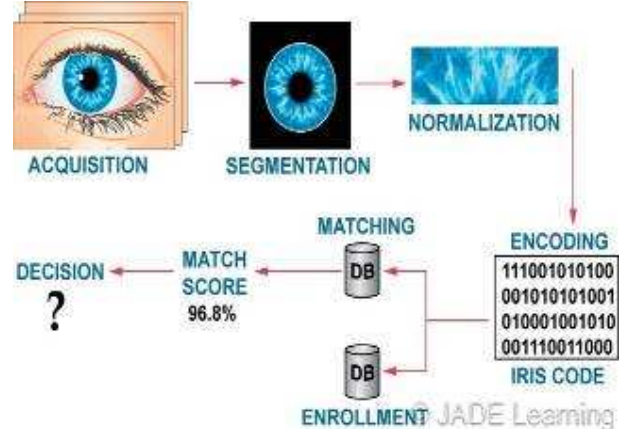 ACQUISITION
SEGMENTATION
NORMALIZATION
ENCODING
111001010100
001010101001
010001001010
001110011000
IRIS CODE
MATCHING
DB
MATCH
SCORE
96.8%
DECISION
?
DB
ENROLLMENT
© JADE Learning